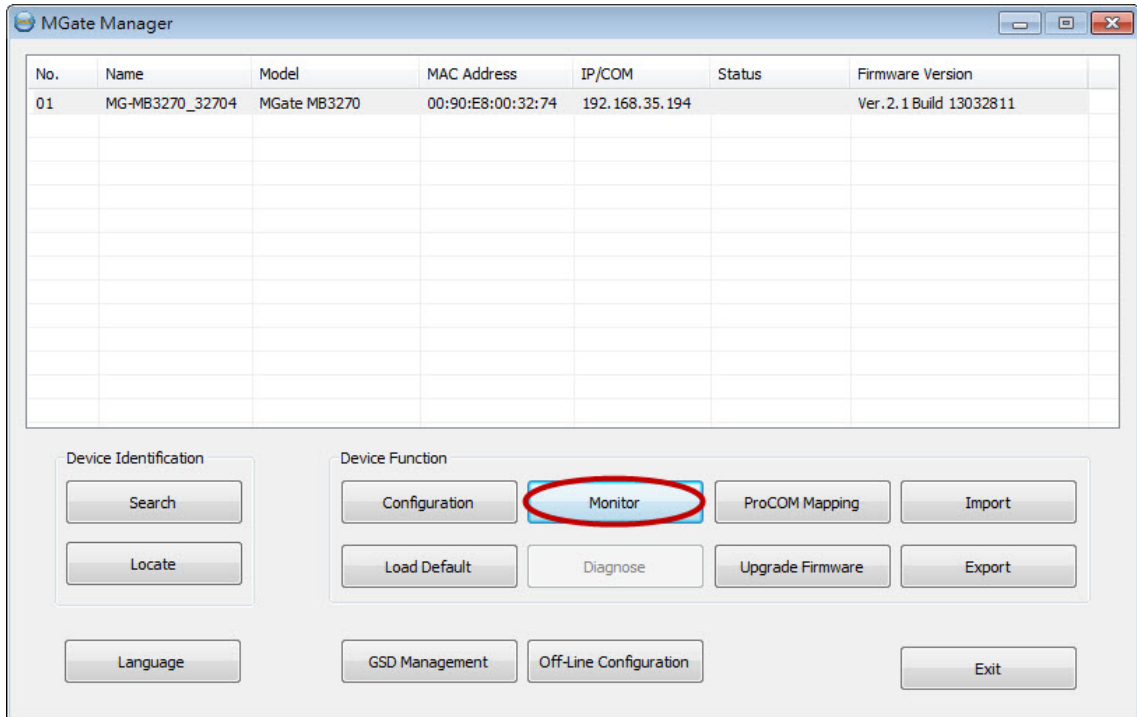 MGate Manager
No. Name Model MAC Address IP/COM Status Firmware Version
01 MG-MB3270_32704 MGate MB3270 00:90:E8:00:32:74 192.168.35.194 Ver.2.1 Build 13032811
Device Identification Device Function
Search Configuration Monitor ProCOM Mapping Import
Locate Load Default Diagnose Upgrade Firmware Export
Language GSD Management Off-Line Configuration Exit